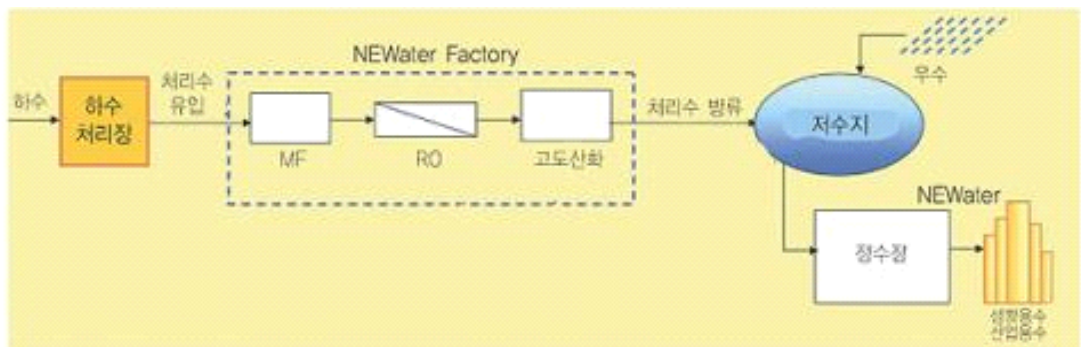 NEWater Factory
하수
하수
처리장
처리수
유입
MF
RO
고도산화
처리수 방류
우수
저수지
정수장
NEWater
생활용수
산업용수